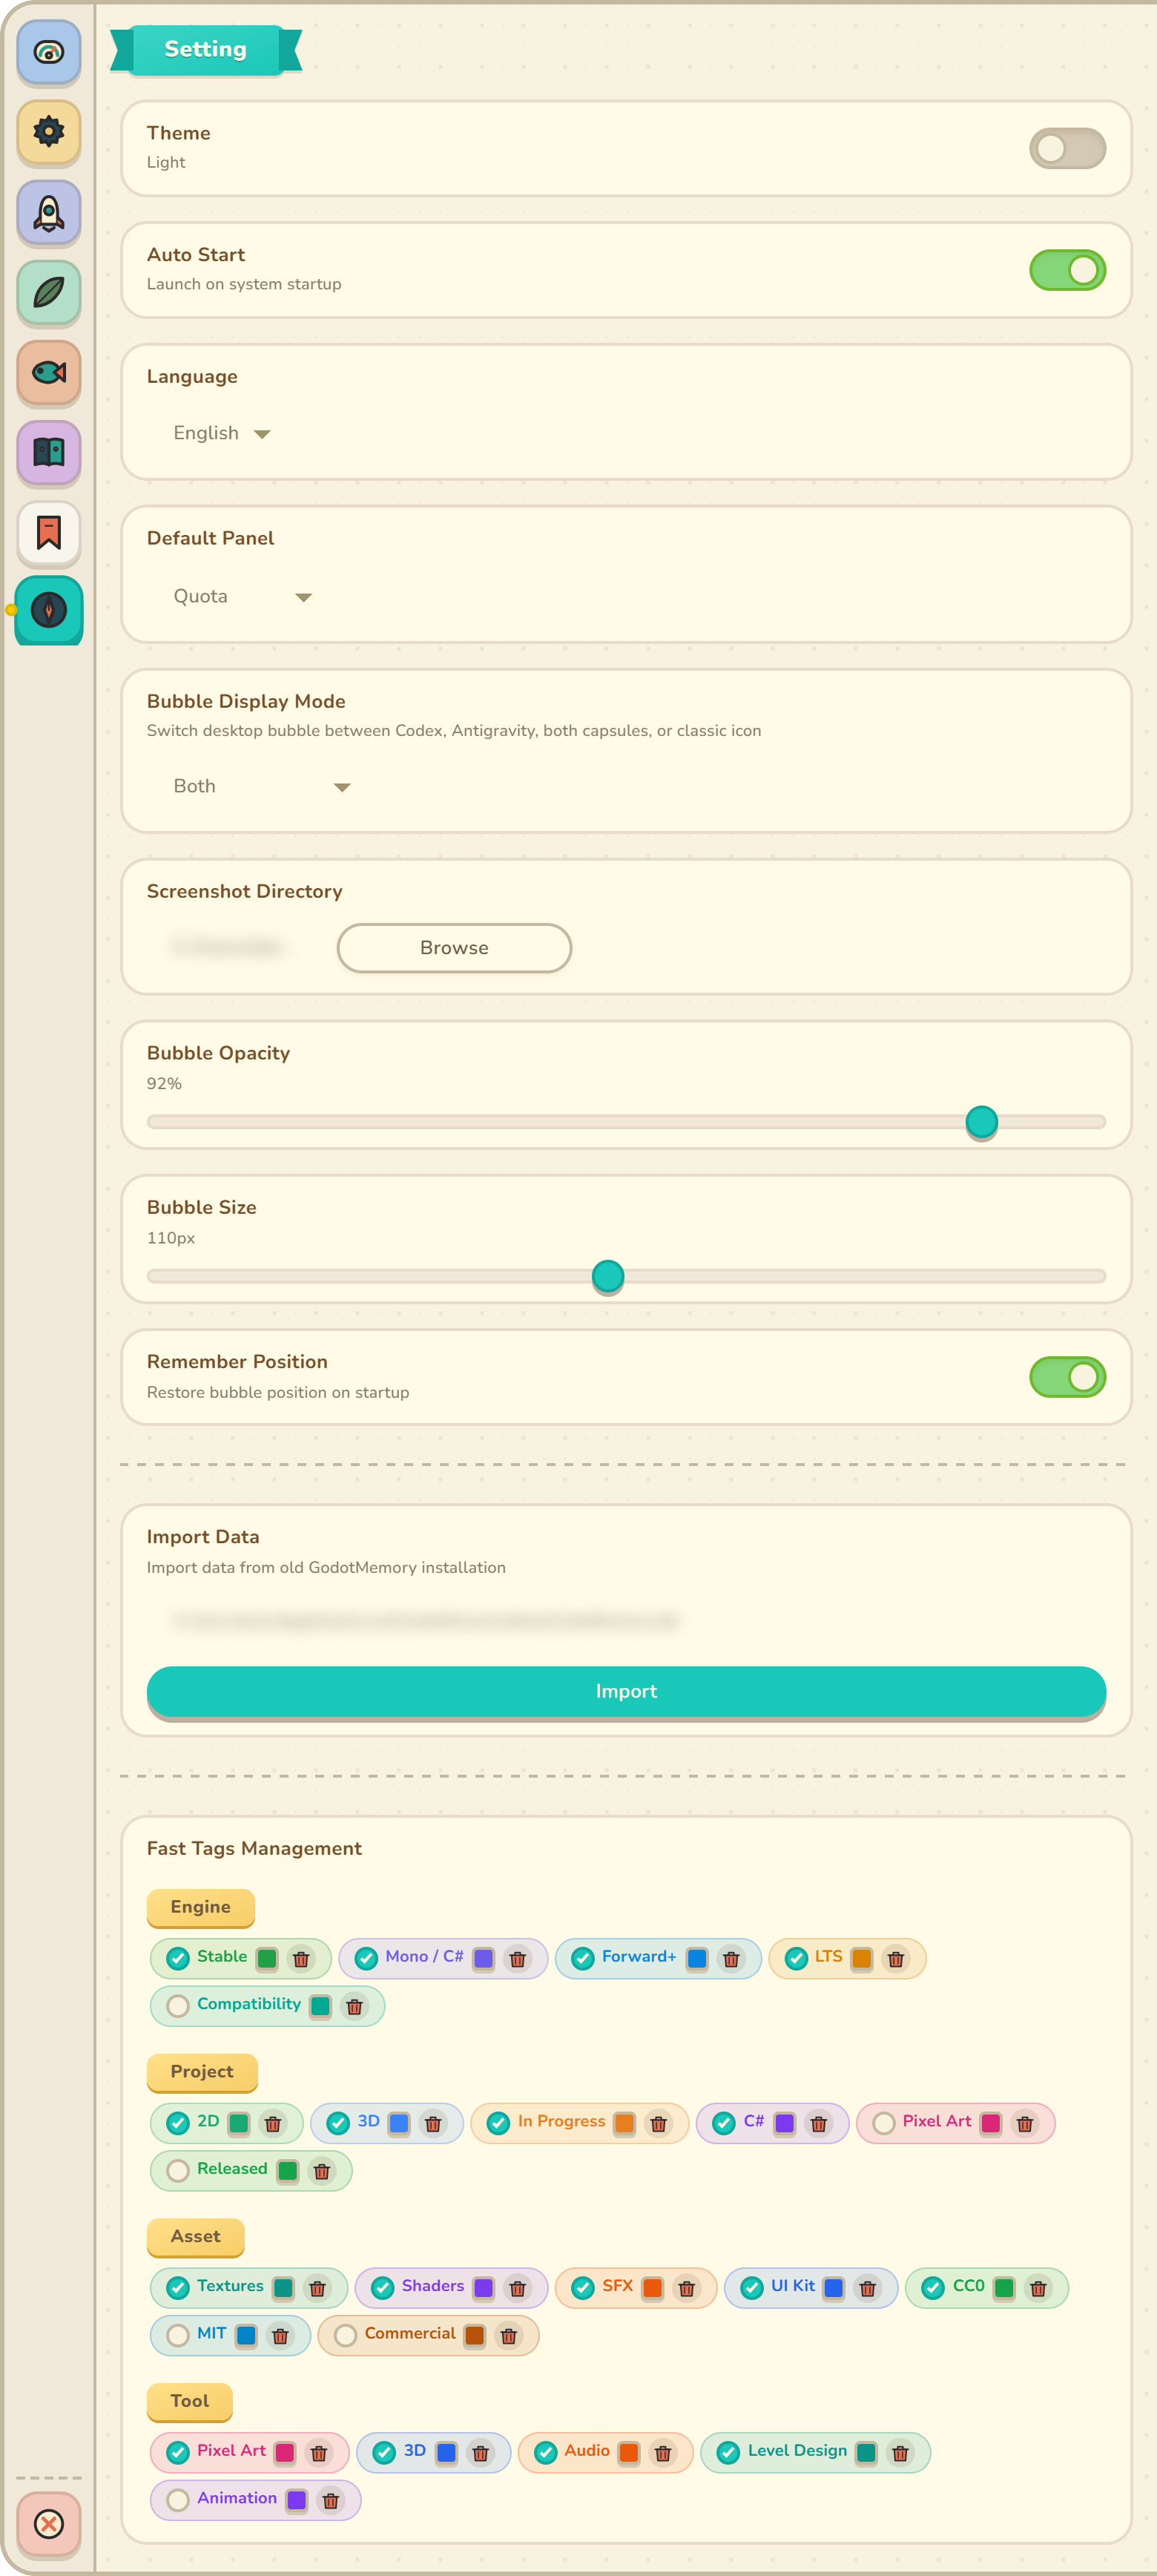 Setting
Theme
Light
Auto Start
Launch on system startup
Language
English
Default Panel
Quota
Bubble Display Mode
Switch desktop bubble between Codex, Antigravity, both capsules, or classic icon
Both
Screenshot Directory
Browse
Bubble Opacity
92%
Bubble Size
110px
Remember Position
Restore bubble position on startup
Import Data
Import data from old GodotMemory installation
Import
Fast Tags Management
Engine
Stable Mono / C# Forward+ LTS
Compatibility
Project
2D 3D In Progress C# Pixel Art
Released
Asset
Textures Shaders SFX UI Kit CC0
MIT Commercial
Tool
Pixel Art 3D Audio Level Design
Animation